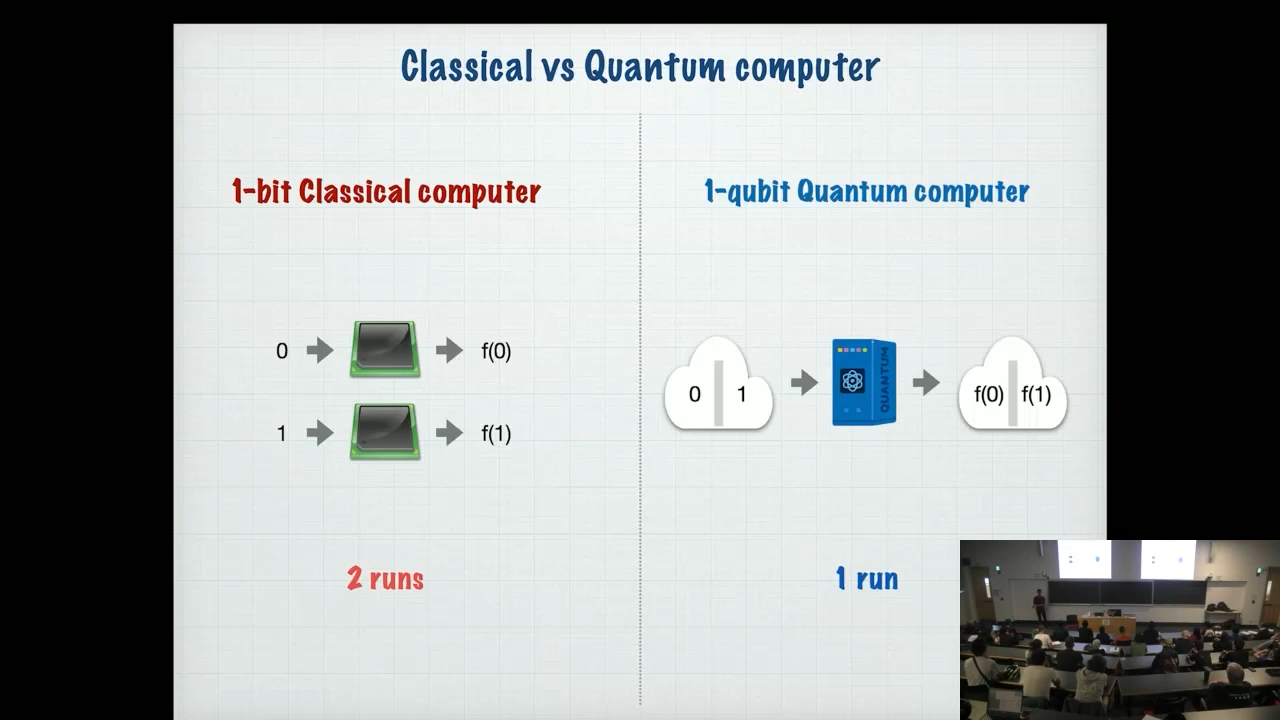 Classical vs Quantum computer
1-bit Classical computer
0
f(0)
1
f(1)
2 runs
1-qubit Quantum computer
0
1
QUANTUM
f(0)
f(1)
1 run